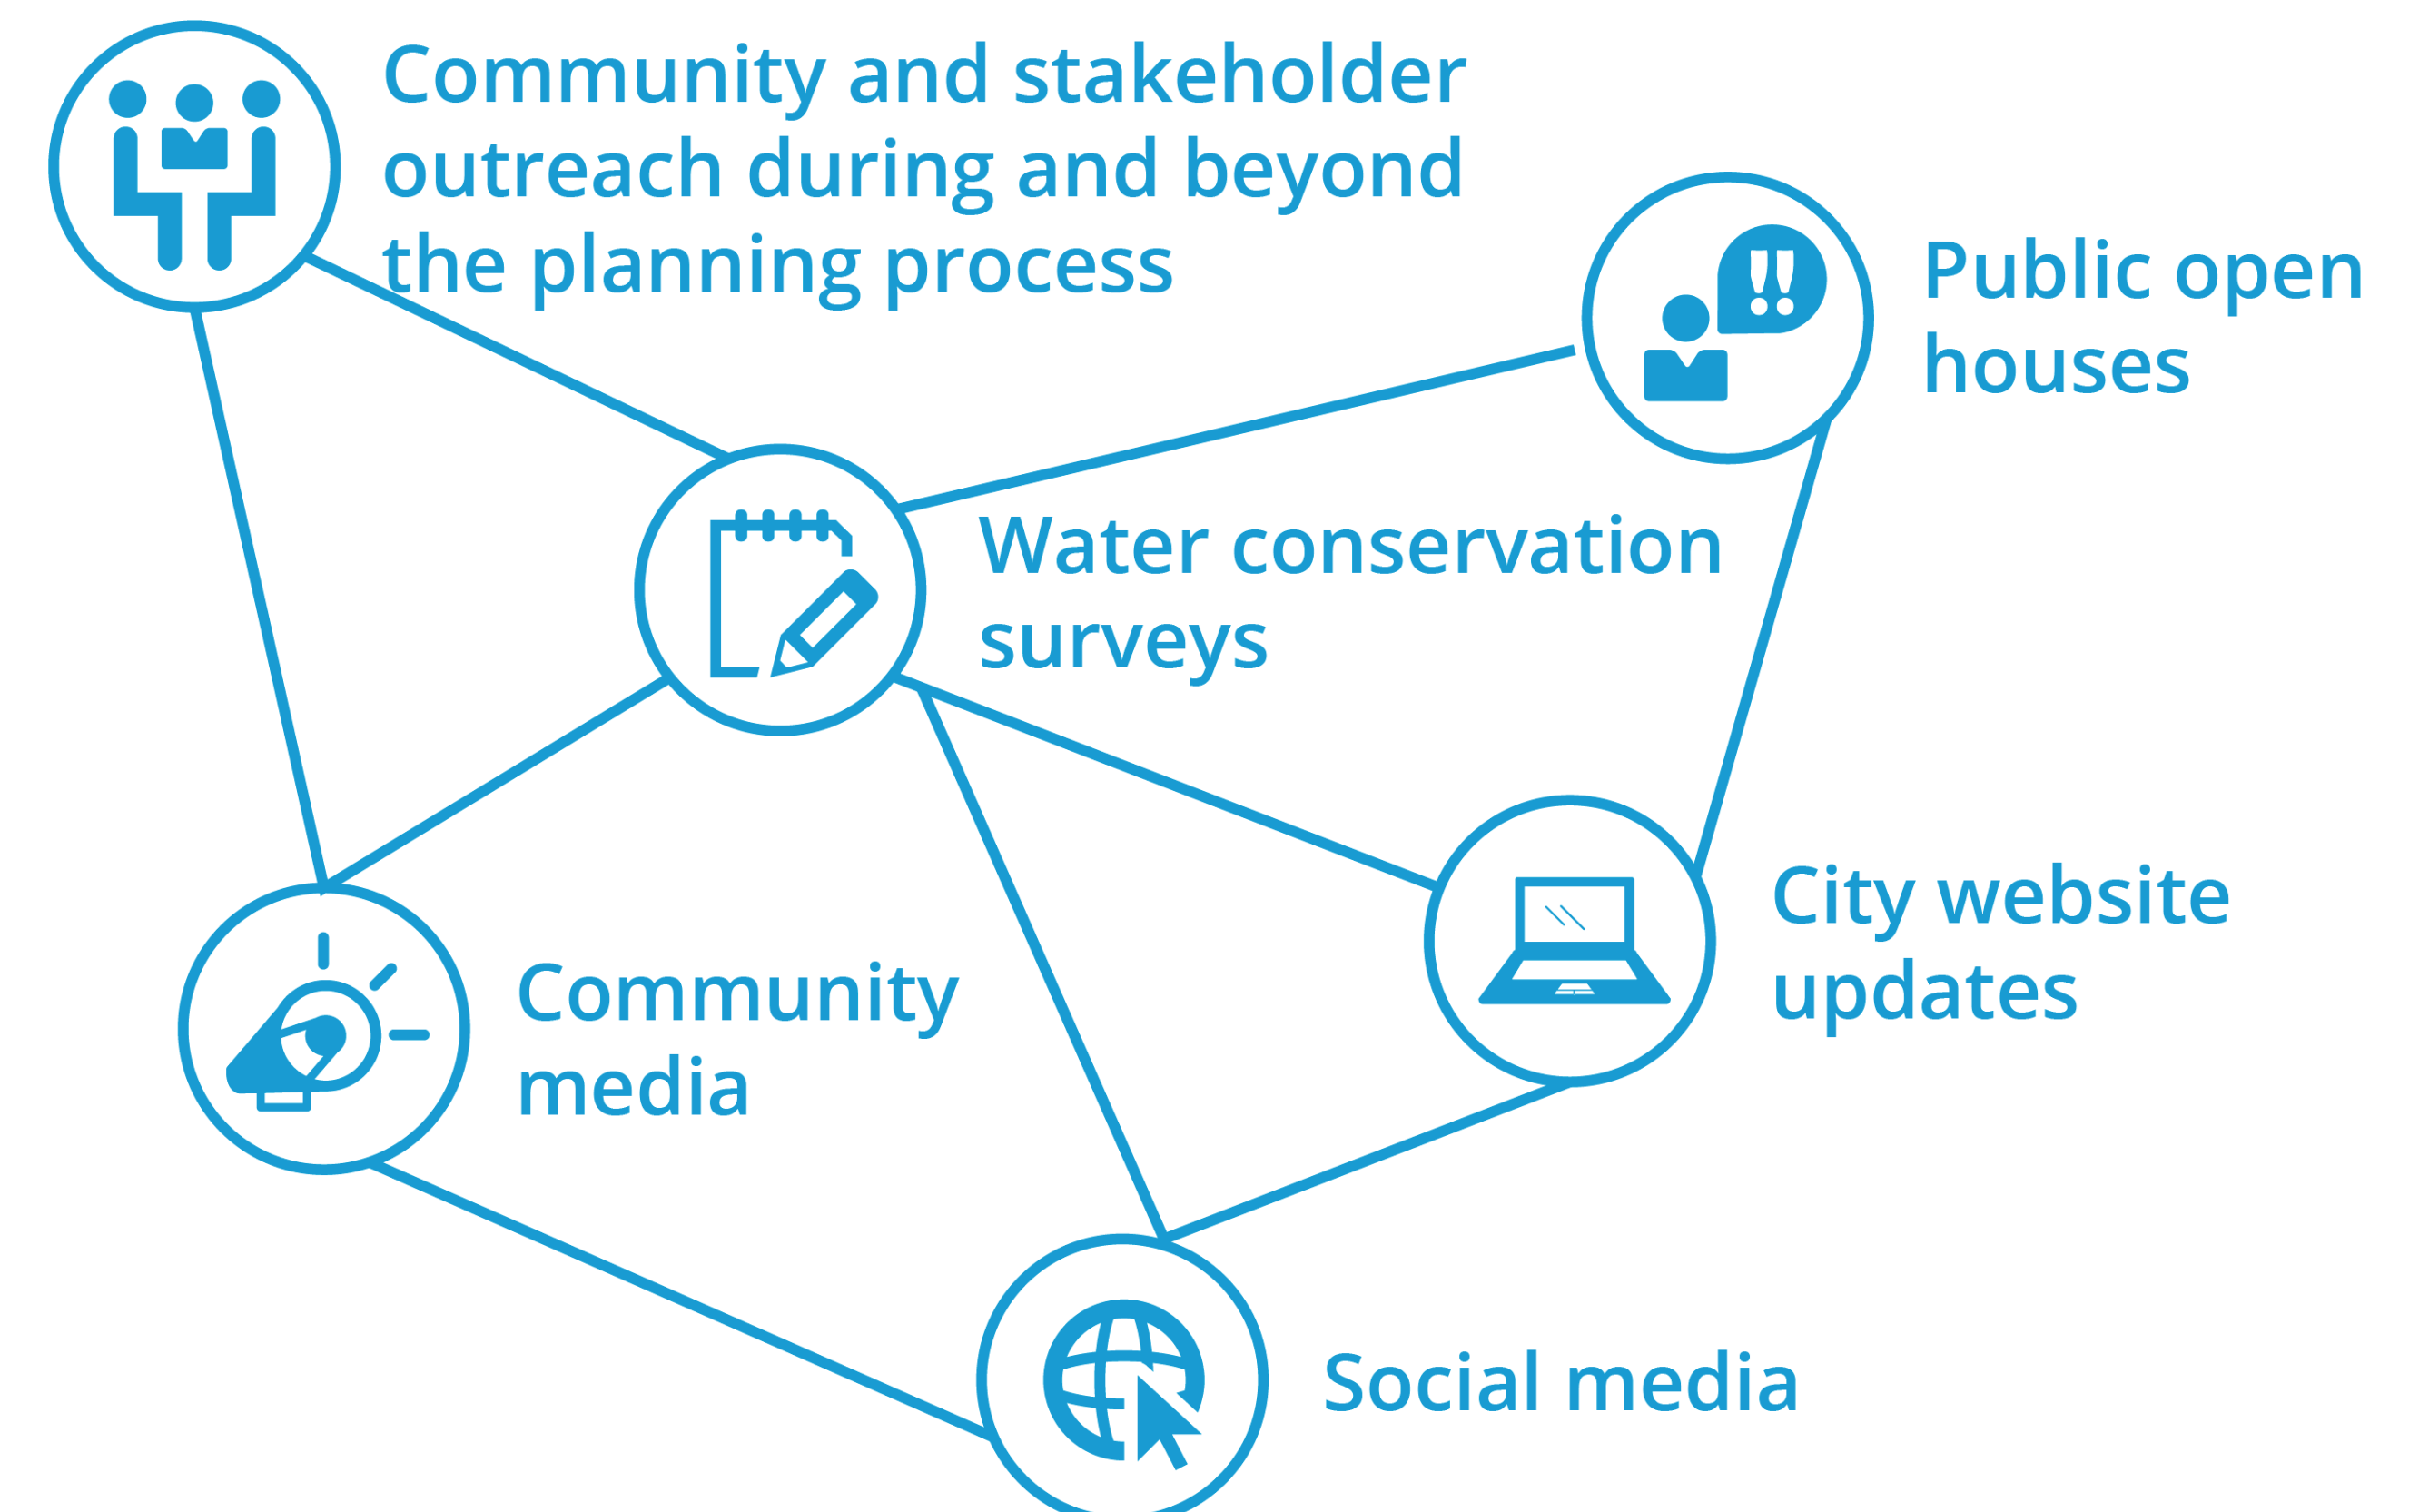 Community and stakeholder
outreach during and beyond
the planning process
Public open
houses
Water conservation
surveys
City website
updates
Community
media
Social media